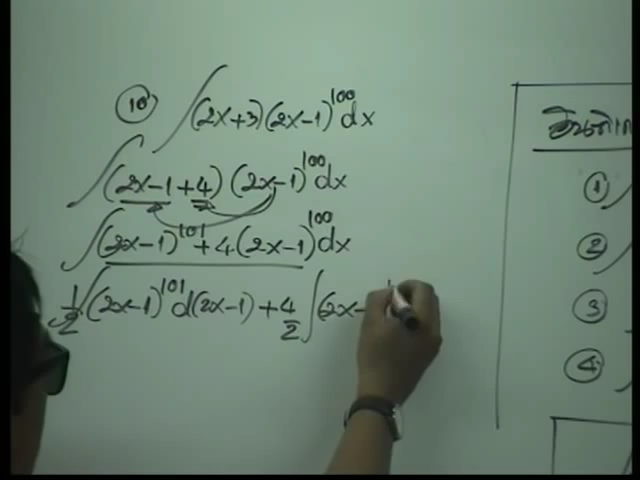 ⑩ ∫(2x+3)(2x-1)^100 dx
∫(2x-1+4)(2x-1)^100 dx
∫(2x-1)^101+4(2x-1)^100 dx
1/2∫(2x-1)^101 d(2x-1)+4/2∫(2x-
①
②
③
④